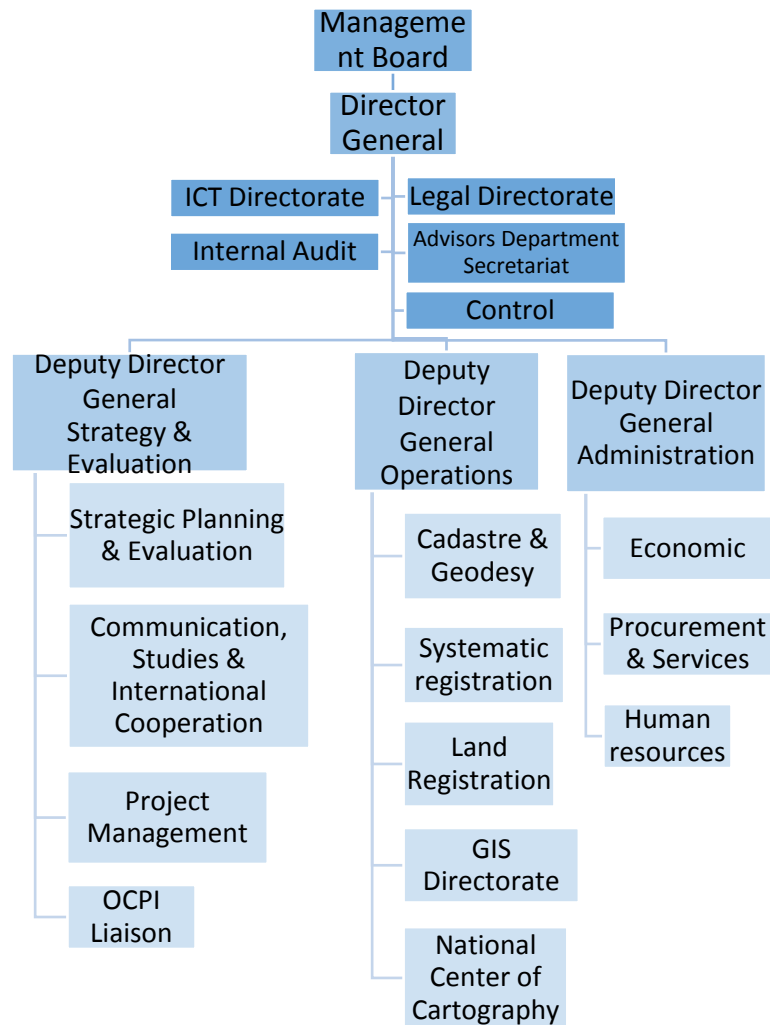 Manageme
nt Board
Director
General
ICT Directorate
Legal Directorate
Internal Audit
Advisors Department
Secretariat
Control
Deputy Director
General
Strategy &
Evaluation
Strategic Planning
& Evaluation
Communication,
Studies &
International
Cooperation
Project
Management
OCPI
Liaison
Deputy
Director
General
Operations
Cadastre &
Geodesy
Systematic
registration
Land
Registration
GIS
Directorate
National
Center of
Cartography
Deputy Director
General
Administration
Economic
Procurement
& Services
Human
resources